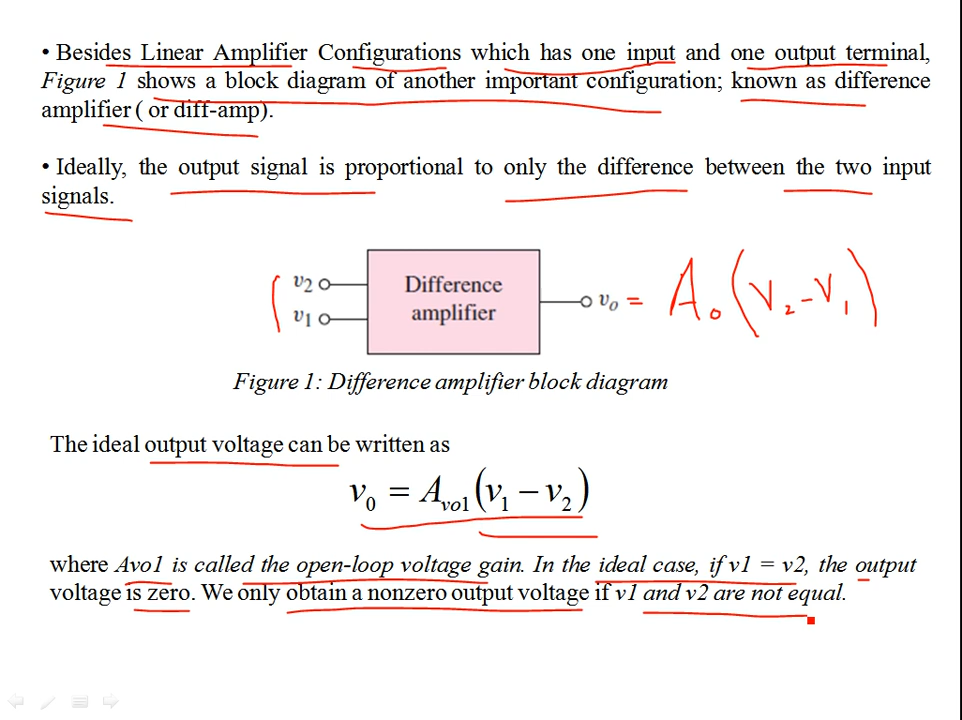 • Besides Linear Amplifier Configurations which has one input and one output terminal,
Figure 1 shows a block diagram of another important configuration; known as difference
amplifier ( or diff-amp).
• Ideally, the output signal is proportional to only the difference between the two input
signals.
v2
v1
Difference
amplifier
vo = Ao(v2-v1)
Figure 1: Difference amplifier block diagram
The ideal output voltage can be written as
v0 = Avo1(v1 − v2)
where Avo1 is called the open-loop voltage gain. In the ideal case, if v1 = v2, the output
voltage is zero. We only obtain a nonzero output voltage if v1 and v2 are not equal.